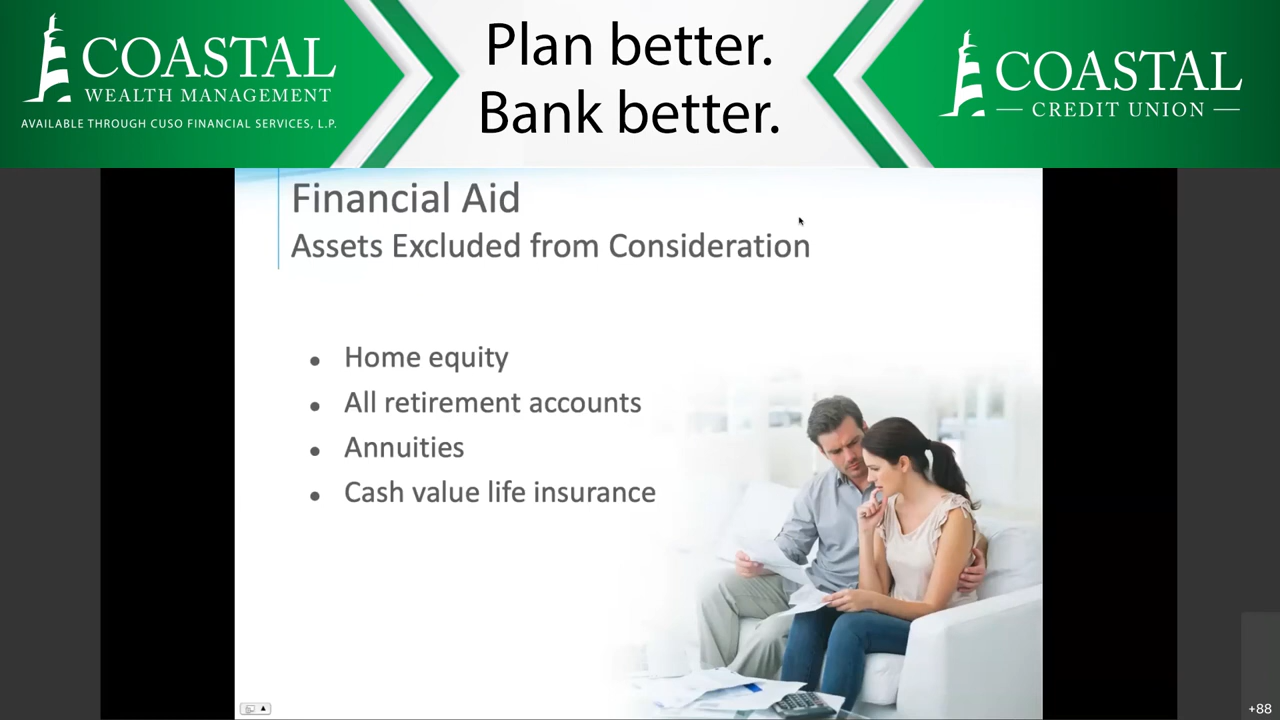 COASTAL
WEALTH MANAGEMENT
AVAILABLE THROUGH CUSO FINANCIAL SERVICES, L.P.
Plan better.
Bank better.
COASTAL
CREDIT UNION
Financial Aid
Assets Excluded from Consideration
• Home equity
• All retirement accounts
• Annuities
• Cash value life insurance
+88